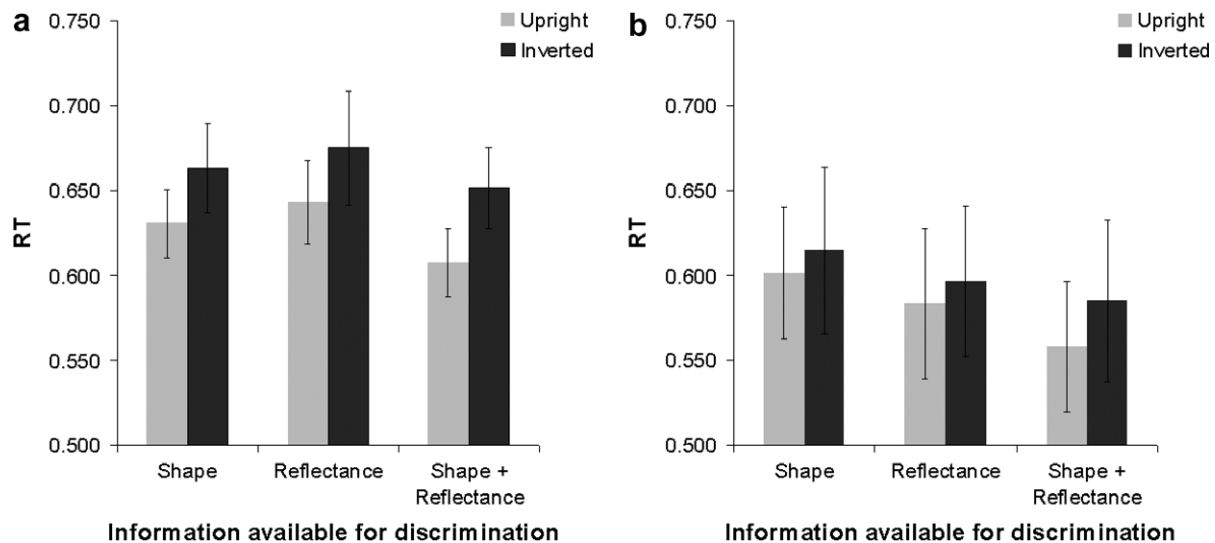 a
0.750
0.700
0.650
0.600
0.550
0.500
RT
Upright
Inverted
Shape
Reflectance
Shape +
Reflectance
Information available for discrimination
b
0.750
0.700
0.650
0.600
0.550
0.500
RT
Upright
Inverted
Shape
Reflectance
Shape +
Reflectance
Information available for discrimination